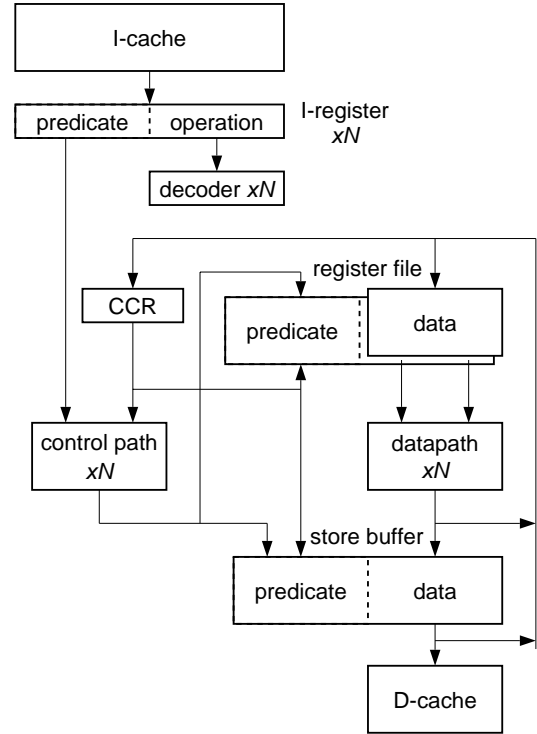 I-cache
predicate operation
I-register
xN
decoder xN
register file
CCR
predicate data
control path
xN
datapath
xN
store buffer
predicate data
D-cache